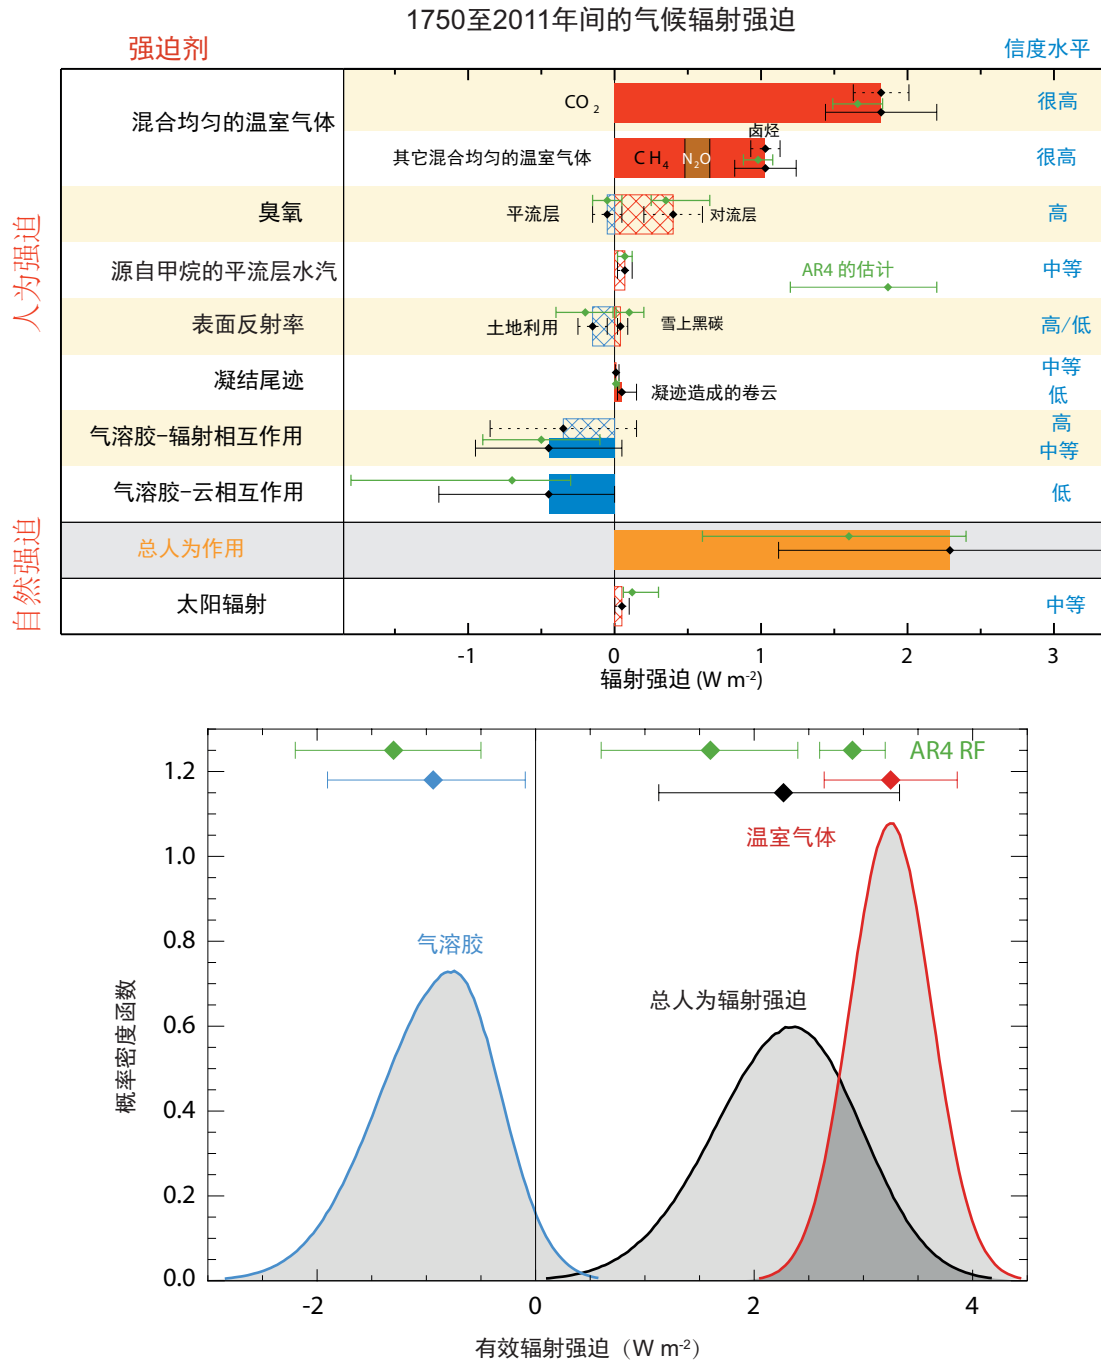 1750至2011年间的气候辐射强迫
强迫剂
信度水平
人为强迫
混合均匀的温室气体
CO2
很高
其它混合均匀的温室气体
CH4
N2O
卤烃
很高
臭氧
平流层
对流层
高
源自甲烷的平流层水汽
AR4 的估计
中等
表面反射率
土地利用
雪上黑碳
高/低
凝结尾迹
凝迹造成的卷云
中等
低
气溶胶-辐射相互作用
高
中等
气溶胶-云相互作用
低
自然强迫
总人为作用
太阳辐射
中等
-1
0
1
2
3
辐射强迫 (W m-2)
AR4 RF
温室气体
气溶胶
总人为辐射强迫
概率密度函数
1.2
1.0
0.8
0.6
0.4
0.2
0.0
-2
0
2
4
有效辐射强迫（W m-2）